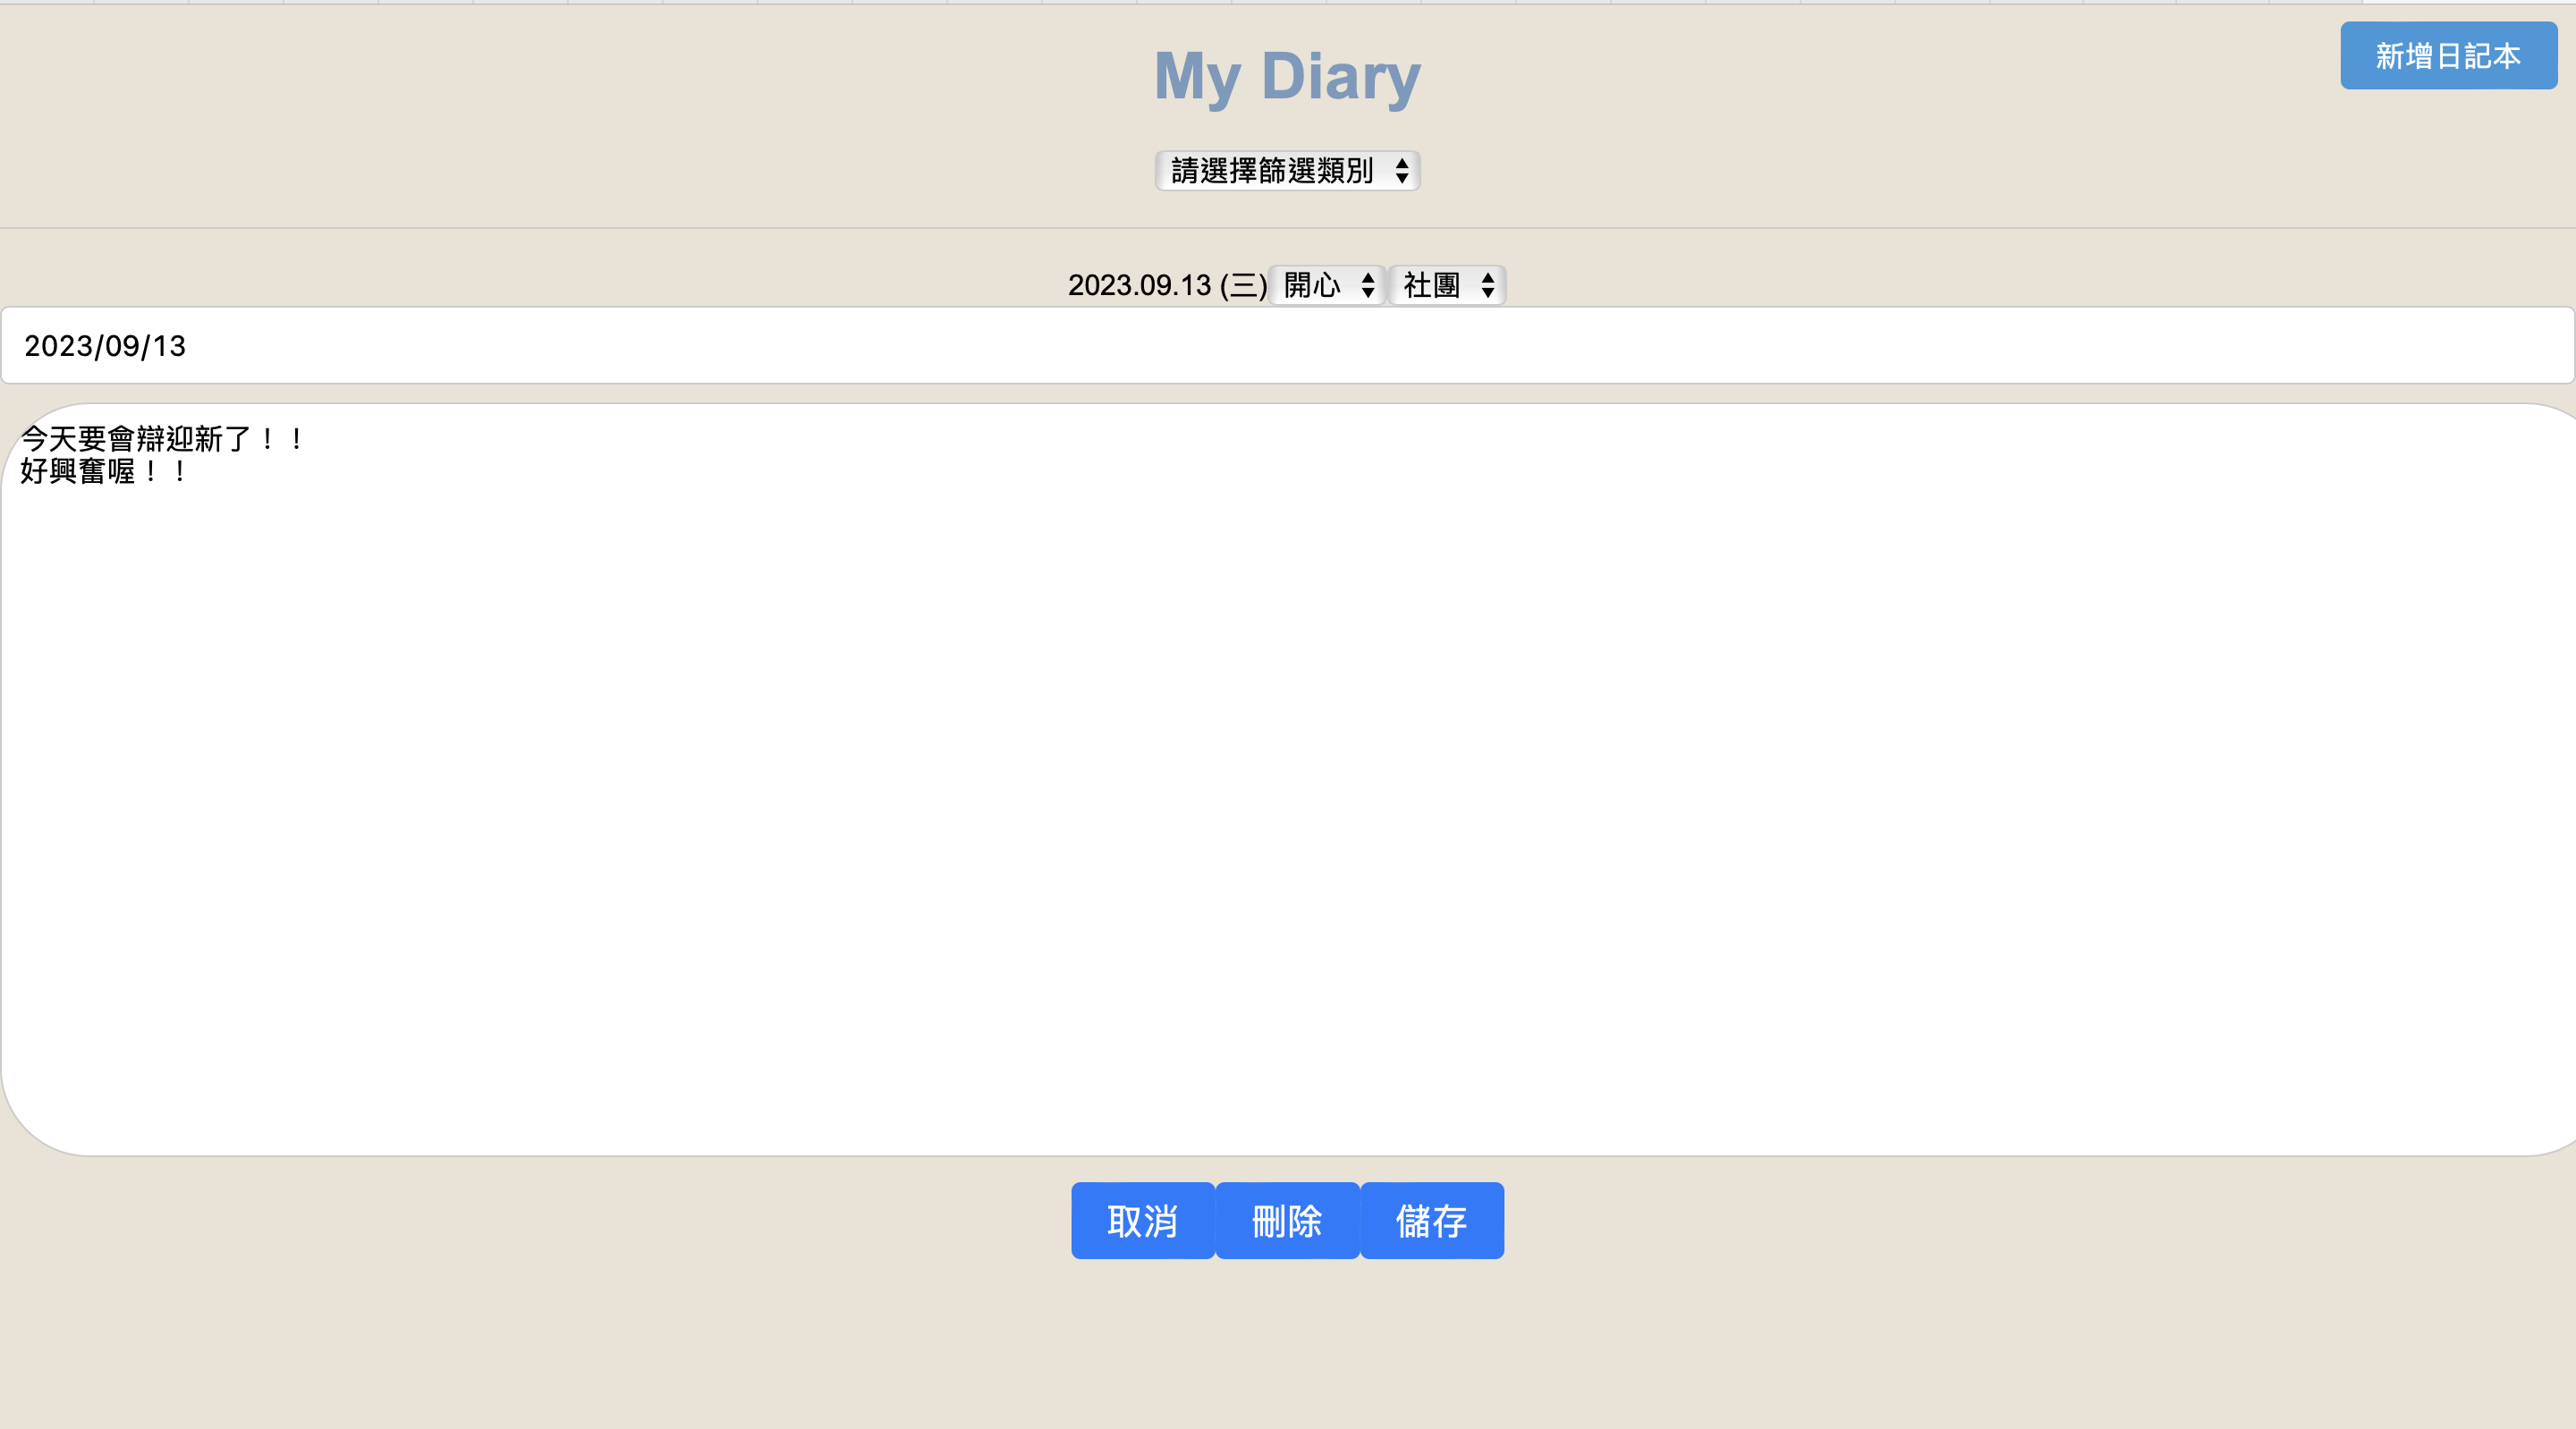 My Diary
新增日記本
請選擇篩選類別
2023.09.13 (三) 開心 社團
2023/09/13
今天要會辯迎新了！！
好興奮喔！！
取消 刪除 儲存